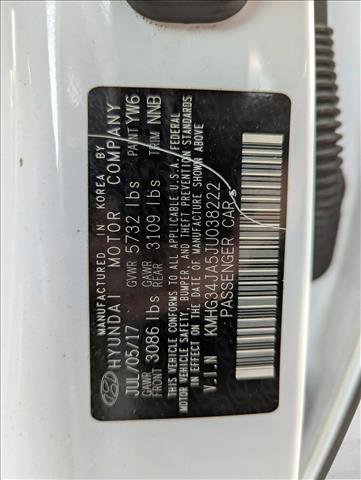 MANUFACTURED IN KOREA BY
HYUNDAI MOTOR COMPANY
JUL/05/17 GVWR 5732 lbs PAINT YW6
GAWR FRONT 3086 lbs GAWR REAR 3109 lbs TRIM NNB
THIS VEHICLE CONFORMS TO ALL APPLICABLE U.S.A. FEDERAL
MOTOR VEHICLE SAFETY, BUMPER, AND THEFT PREVENTION STANDARDS
IN EFFECT ON THE DATE OF MANUFACTURE SHOWN ABOVE
V.I.N KMHG34JA5JU038222
PASSENGER CAR